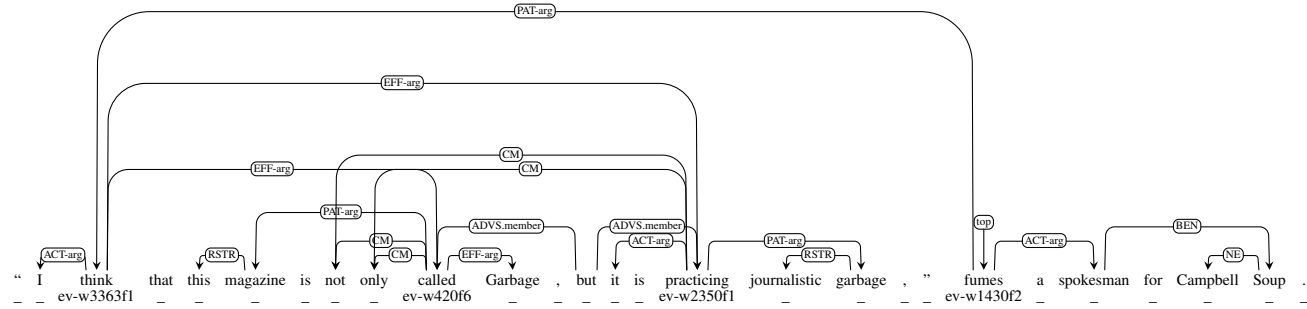 PAT-arg
EFF-arg
CM
EFF-arg CM
PAT-arg
ADVS.member ADVS.member top BEN
CM ACT-arg ACT-arg
ACT-arg RSTR CM EFF-arg PAT-arg RSTR NE
“ I think that this magazine is not only called Garbage , but it is practicing journalistic garbage , ” fumes a spokesman for Campbell Soup .
_ _ ev-w3363f1 _ _ _ _ _ _ ev-w420f6 _ _ _ _ _ ev-w2350f1 _ _ _ _ ev-w1430f2 _ _ _ _ _ _